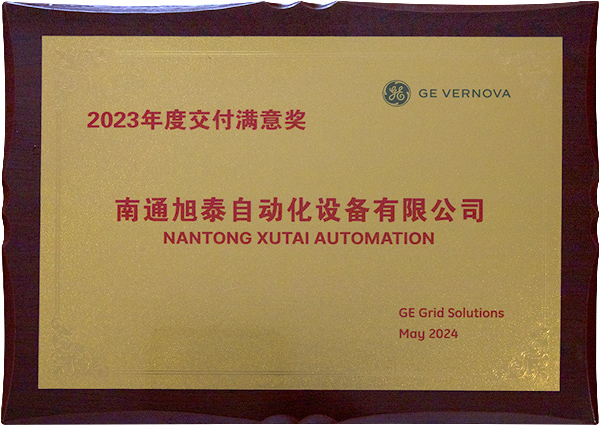 GE VERNOVA
2023年度交付满意奖
南通旭泰自动化设备有限公司
NANTONG XUTAI AUTOMATION
GE Grid Solutions
May 2024